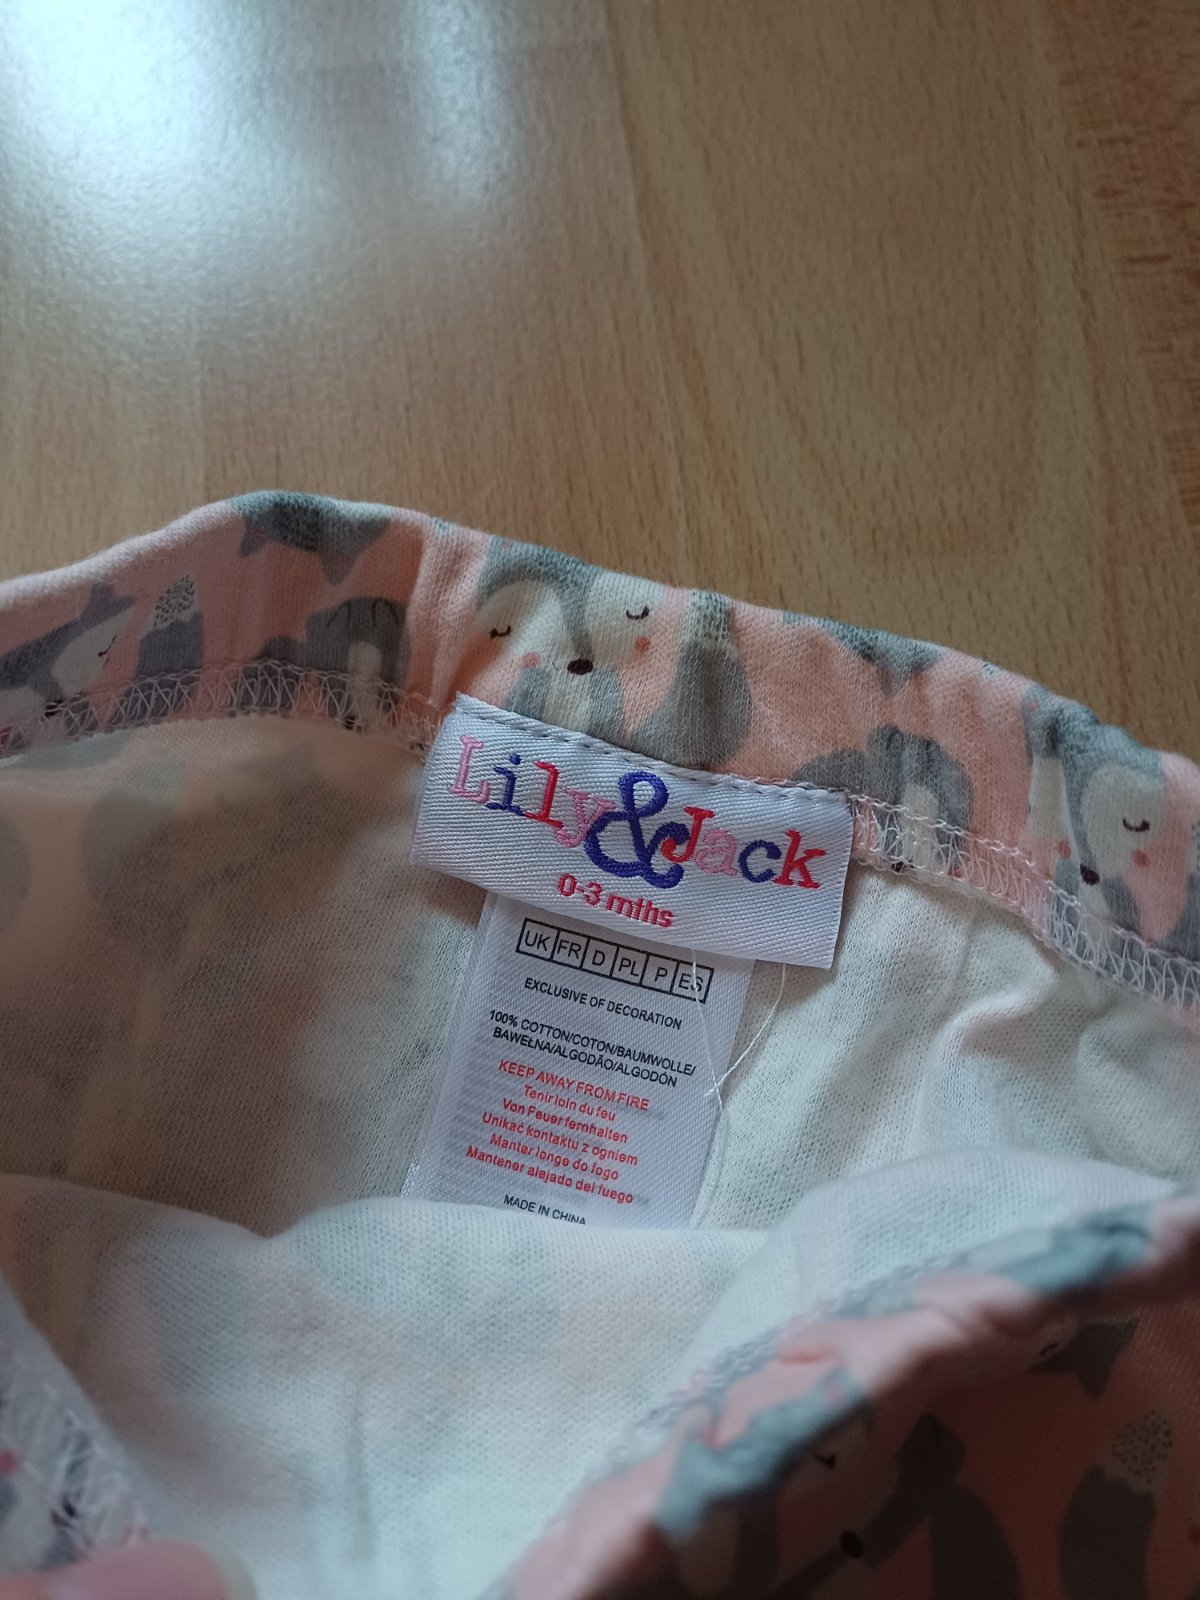 Lily&Jack
0-3 mths
UK FR D PL P ES
EXCLUSIVE OF DECORATION
100% COTTON/COTON/BAUMWOLLE/
BAWEŁNA/ALGODÃO/ALGODÓN
KEEP AWAY FROM FIRE
Tenir loin du feu
Von Feuer fernhalten
Unikać kontaktu z ogniem
Manter longe do fogo
Mantener alejado del fuego
MADE IN CHINA